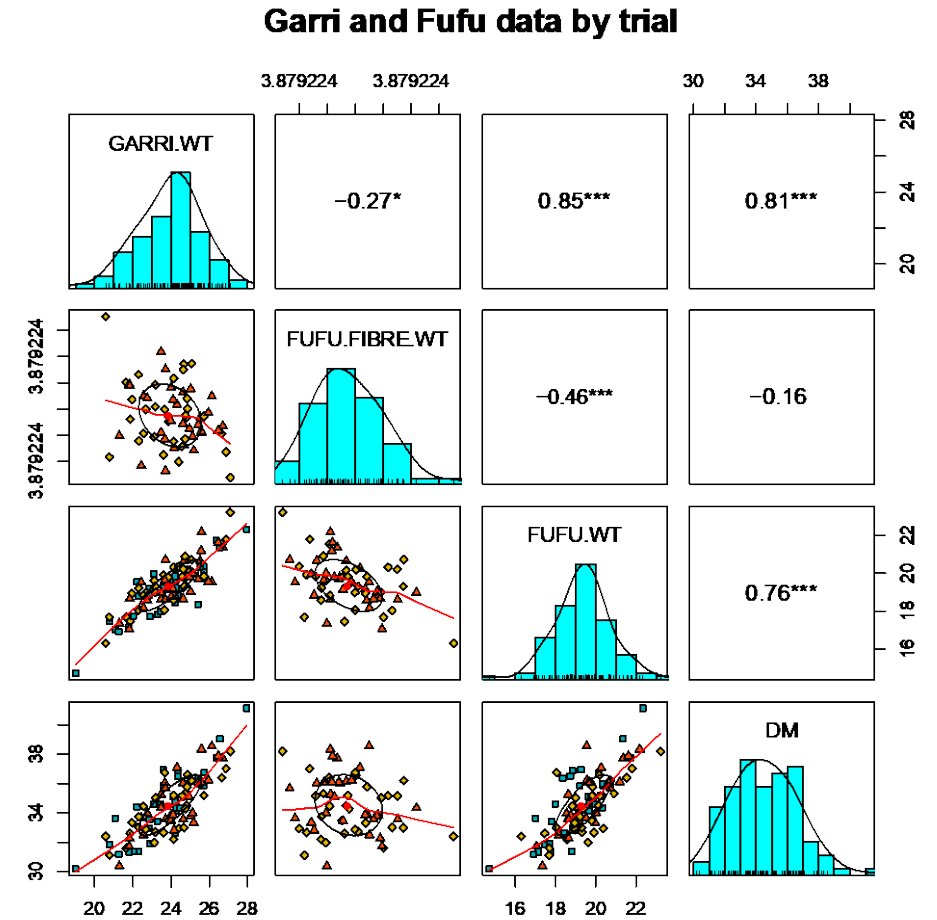 Garri and Fufu data by trial
3.879224 3.879224 30 34 38
GARRI.WT −0.27* 0.85*** 0.81*** 20 24 28
3.879224 3.879224 3.879224 FUFU.FIBRE.WT −0.46*** −0.16
FUFU.WT 0.76*** 16 18 20 22
30 34 38 DM
20 22 24 26 28 16 18 20 22